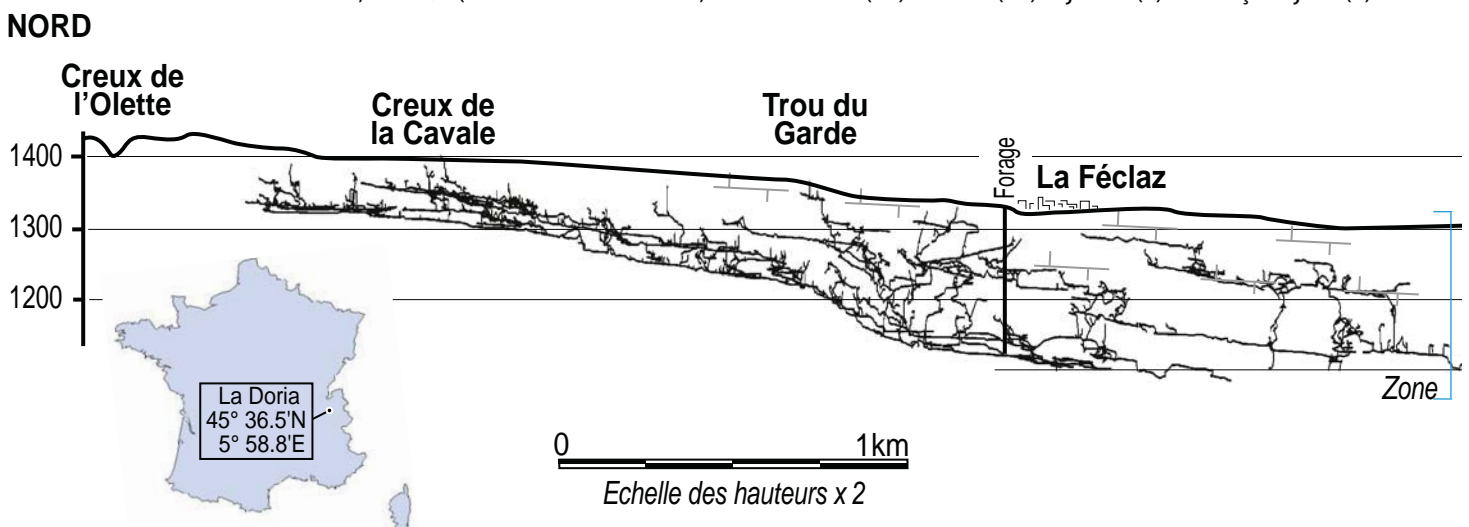 NORD
Creux de
l'Olette
Creux de
la Cavale
Trou du
Garde
Forage
La Féclaz
1400
1300
1200
Zone
La Doria
45° 36.5'N
5° 58.8'E
0
1km
Echelle des hauteurs x 2